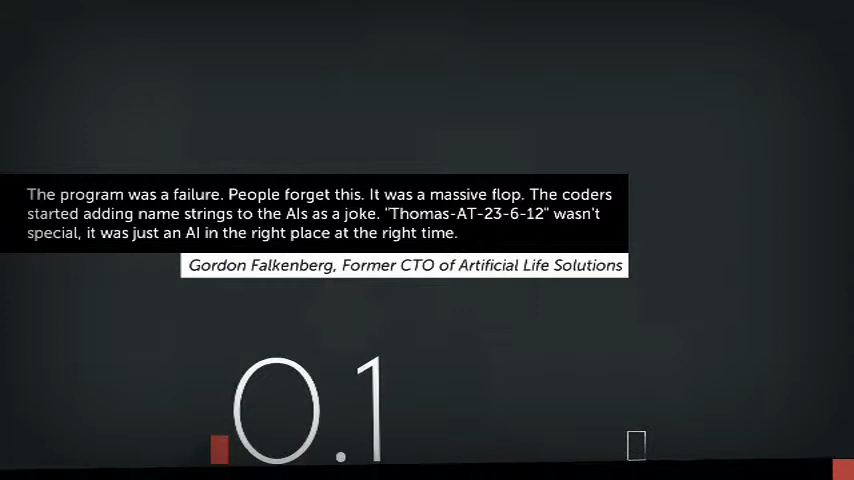 The program was a failure. People forget this. It was a massive flop. The coders
started adding name strings to the AIs as a joke. "Thomas-AT-23-6-12" wasn't
special, it was just an AI in the right place at the right time.
Gordon Falkenberg, Former CTO of Artificial Life Solutions
0.1